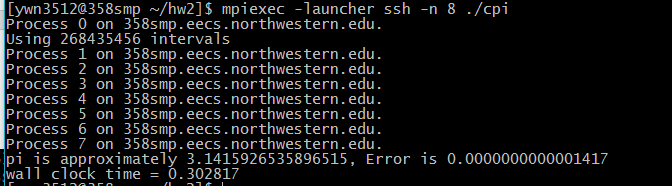 [ywn3512@358smp ~/hw2]$ mpiexec -launcher ssh -n 8 ./cpi
Process 0 on 358smp.eecs.northwestern.edu.
Using 268435456 intervals
Process 1 on 358smp.eecs.northwestern.edu.
Process 2 on 358smp.eecs.northwestern.edu.
Process 3 on 358smp.eecs.northwestern.edu.
Process 4 on 358smp.eecs.northwestern.edu.
Process 5 on 358smp.eecs.northwestern.edu.
Process 6 on 358smp.eecs.northwestern.edu.
Process 7 on 358smp.eecs.northwestern.edu.
pi is approximately 3.1415926535896515, Error is 0.0000000000001417
wall clock time = 0.302817
[ywn3512@358smp ~/hw2]$